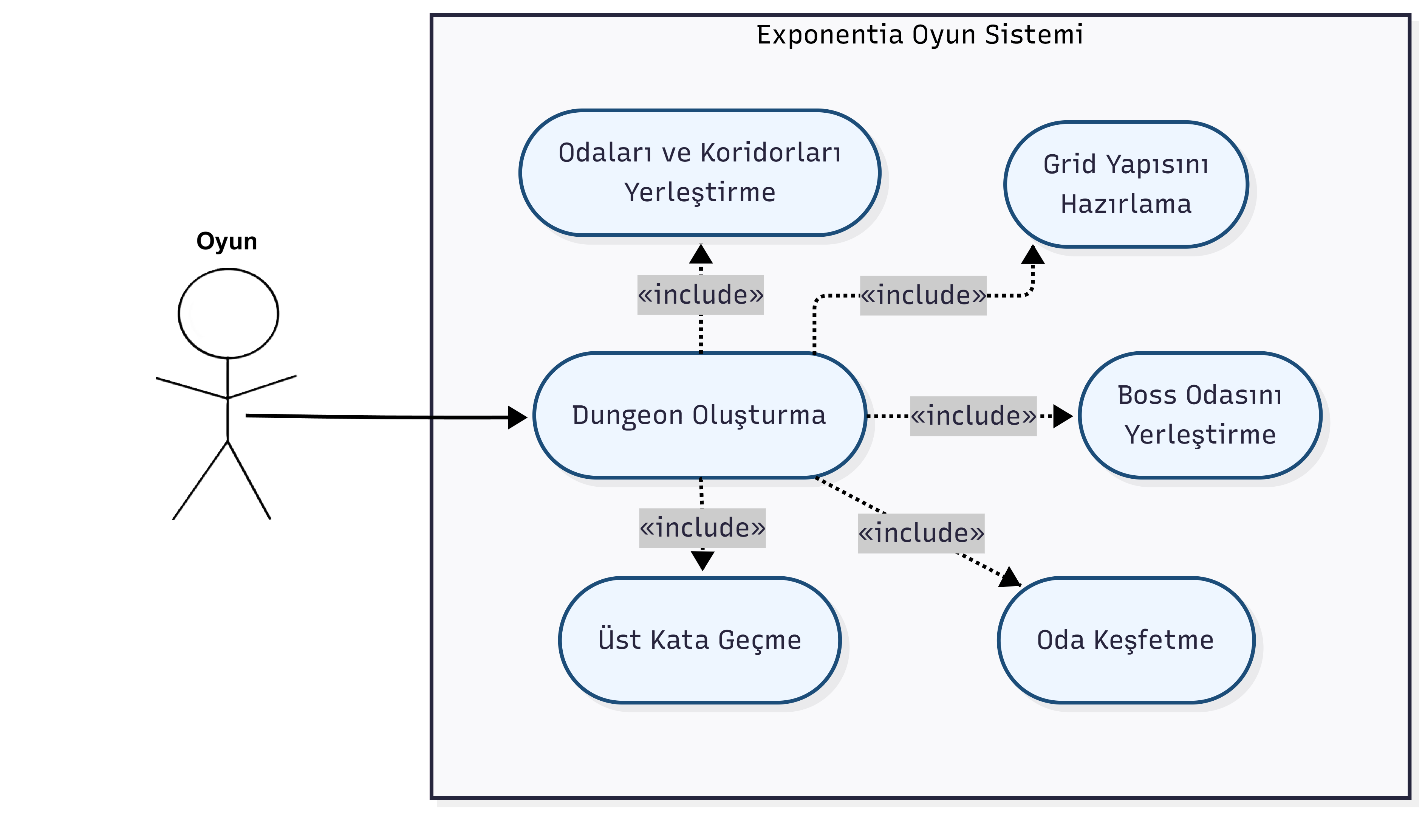 Exponentia Oyun Sistemi
Odaları ve Koridorları
Yerleştirme
Grid Yapısını
Hazırlama
Oyun
«include»
«include»
Dungeon Oluşturma
«include»
Boss Odasını
Yerleştirme
«include»
«include»
Üst Kata Geçme
Oda Keşfetme